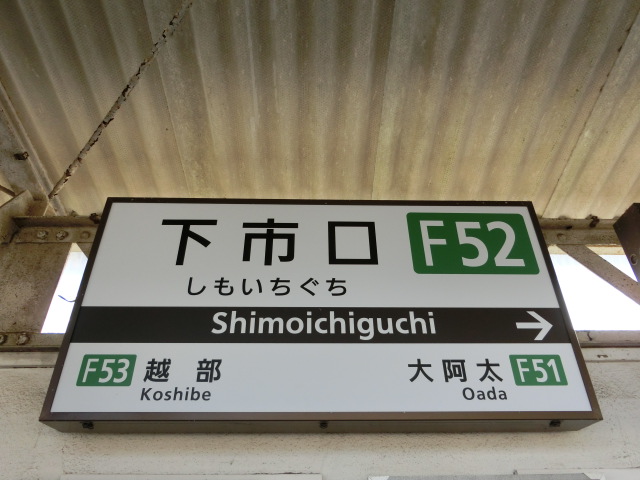 下市口 F52
しもいちぐち
Shimoichiguchi →
F53 越部 大阿太 F51
Koshibe Oada